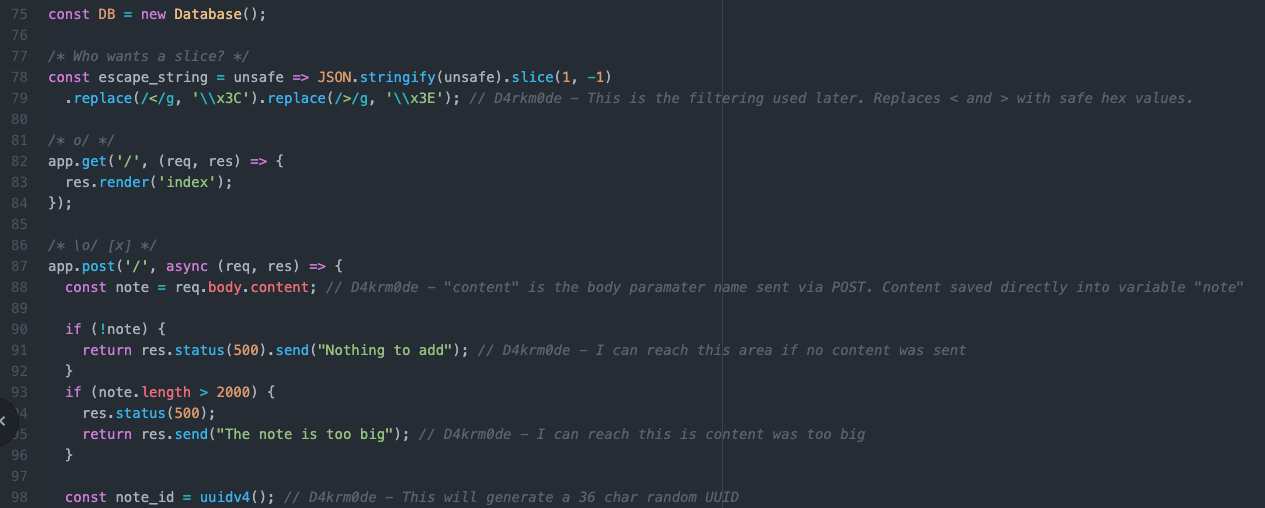 75 const DB = new Database();
76
77 /* Who wants a slice? */
78 const escape_string = unsafe => JSON.stringify(unsafe).slice(1, -1)
79   .replace(/</g, '\\x3C').replace(/>/g, '\\x3E'); // D4rkm0de – This is the filtering used later. Replaces < and > with safe hex values.
80
81 /* o/ */
82 app.get('/', (req, res) => {
83   res.render('index');
84 });
85
86 /* \o/ [x] */
87 app.post('/', async (req, res) => {
88   const note = req.body.content; // D4krm0de – "content" is the body paramater name sent via POST. Content saved directly into variable "note"
89
90   if (!note) {
91     return res.status(500).send("Nothing to add"); // D4krm0de – I can reach this area if no content was sent
92   }
93   if (note.length > 2000) {
4     res.status(500);
5     return res.send("The note is too big"); // D4krm0de – I can reach this is content was too big
96   }
97
98   const note_id = uuidv4(); // D4krm0de – This will generate a 36 char random UUID